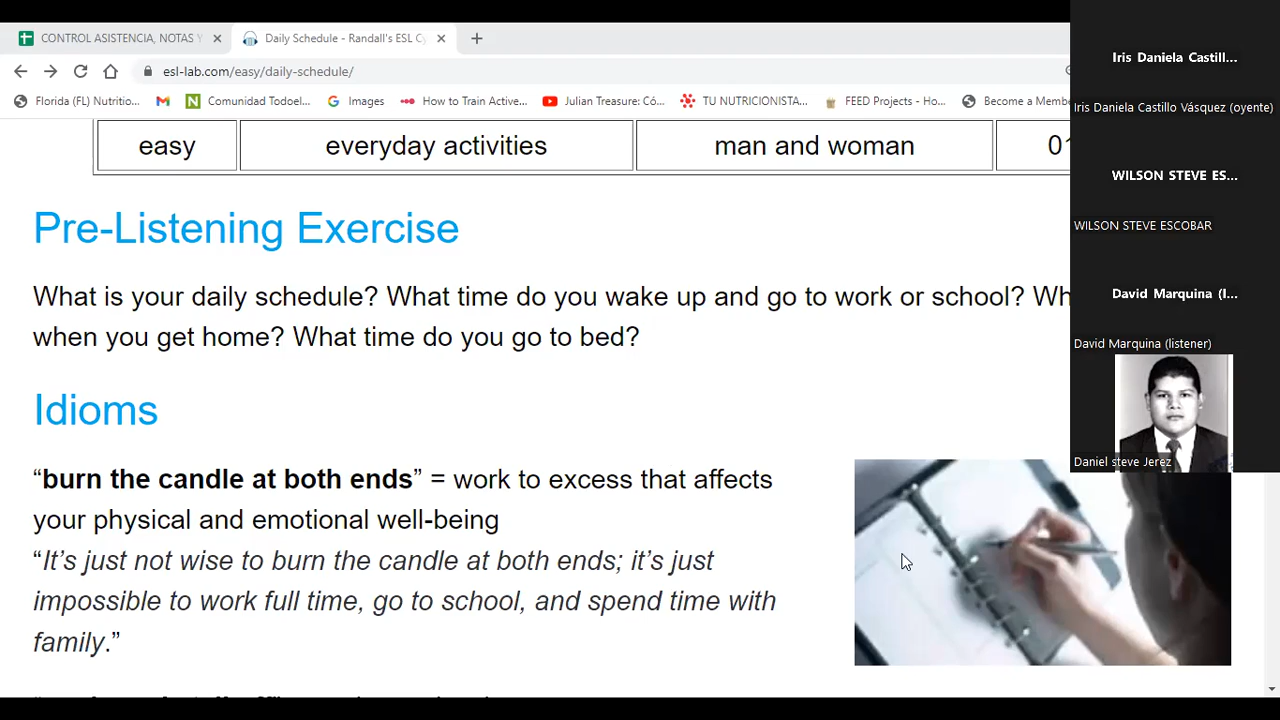 CONTROL ASISTENCIA, NOTAS Y
Daily Schedule - Randall's ESL Cy
esl-lab.com/easy/daily-schedule/
Florida (FL) Nutritio...
Comunidad Todoel...
Images
How to Train Active...
Julian Treasure: Có...
TU NUTRICIONISTA...
FEED Projects - Ho...
Become a Membe
easy
everyday activities
man and woman
01
Pre-Listening Exercise
What is your daily schedule? What time do you wake up and go to work or school? Wh
when you get home? What time do you go to bed?
Idioms
“burn the candle at both ends” = work to excess that affects
your physical and emotional well-being
“It’s just not wise to burn the candle at both ends; it’s just
impossible to work full time, go to school, and spend time with
family.”
Iris Daniela Castill...
Iris Daniela Castillo Vásquez (oyente)
WILSON STEVE ES...
WILSON STEVE ESCOBAR
David Marquina (l...
David Marquina (listener)
Daniel steve Jerez